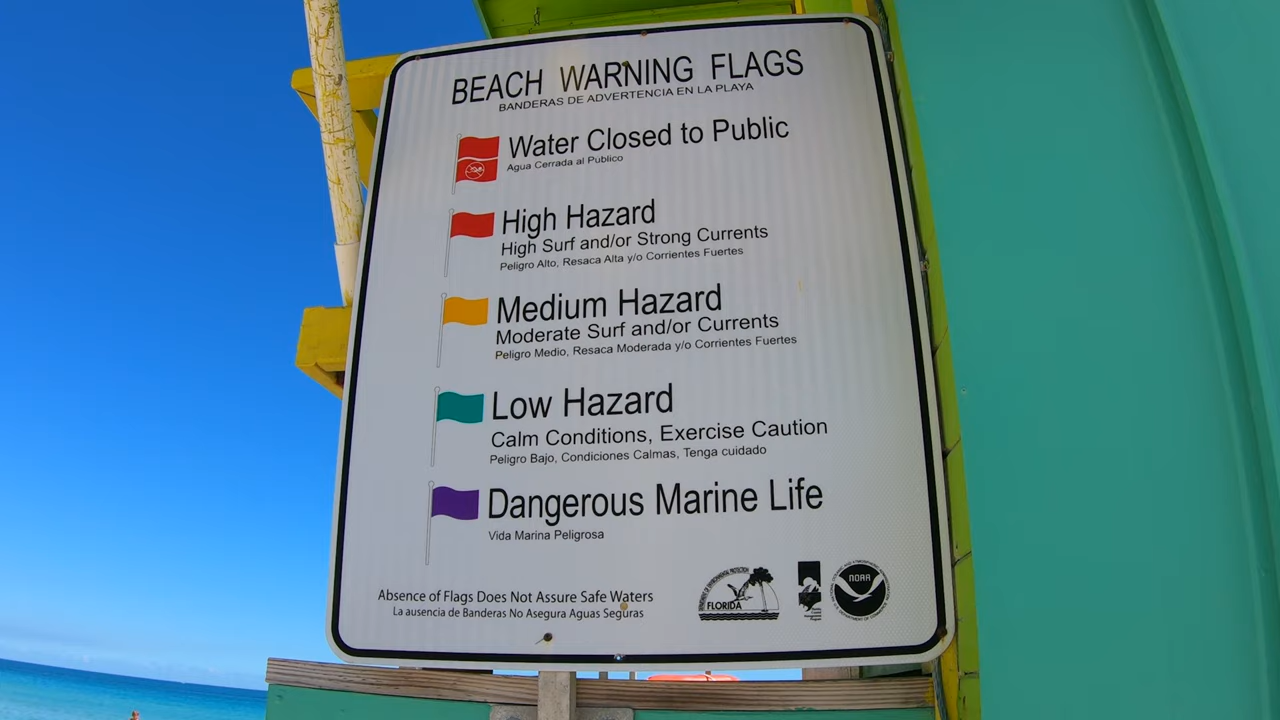 BEACH WARNING FLAGS
BANDERAS DE ADVERTENCIA EN LA PLAYA
Water Closed to Public
Agua Cerrada al Público
High Hazard
High Surf and/or Strong Currents
Peligro Alto, Resaca Alta y/o Corrientes Fuertes
Medium Hazard
Moderate Surf and/or Currents
Peligro Medio, Resaca Moderada y/o Corrientes Fuertes
Low Hazard
Calm Conditions, Exercise Caution
Peligro Bajo, Condiciones Calmas, Tenga cuidado
Dangerous Marine Life
Vida Marina Peligrosa
Absence of Flags Does Not Assure Safe Waters
La ausencia de Banderas No Asegura Aguas Seguras
FLORIDA
NOAA